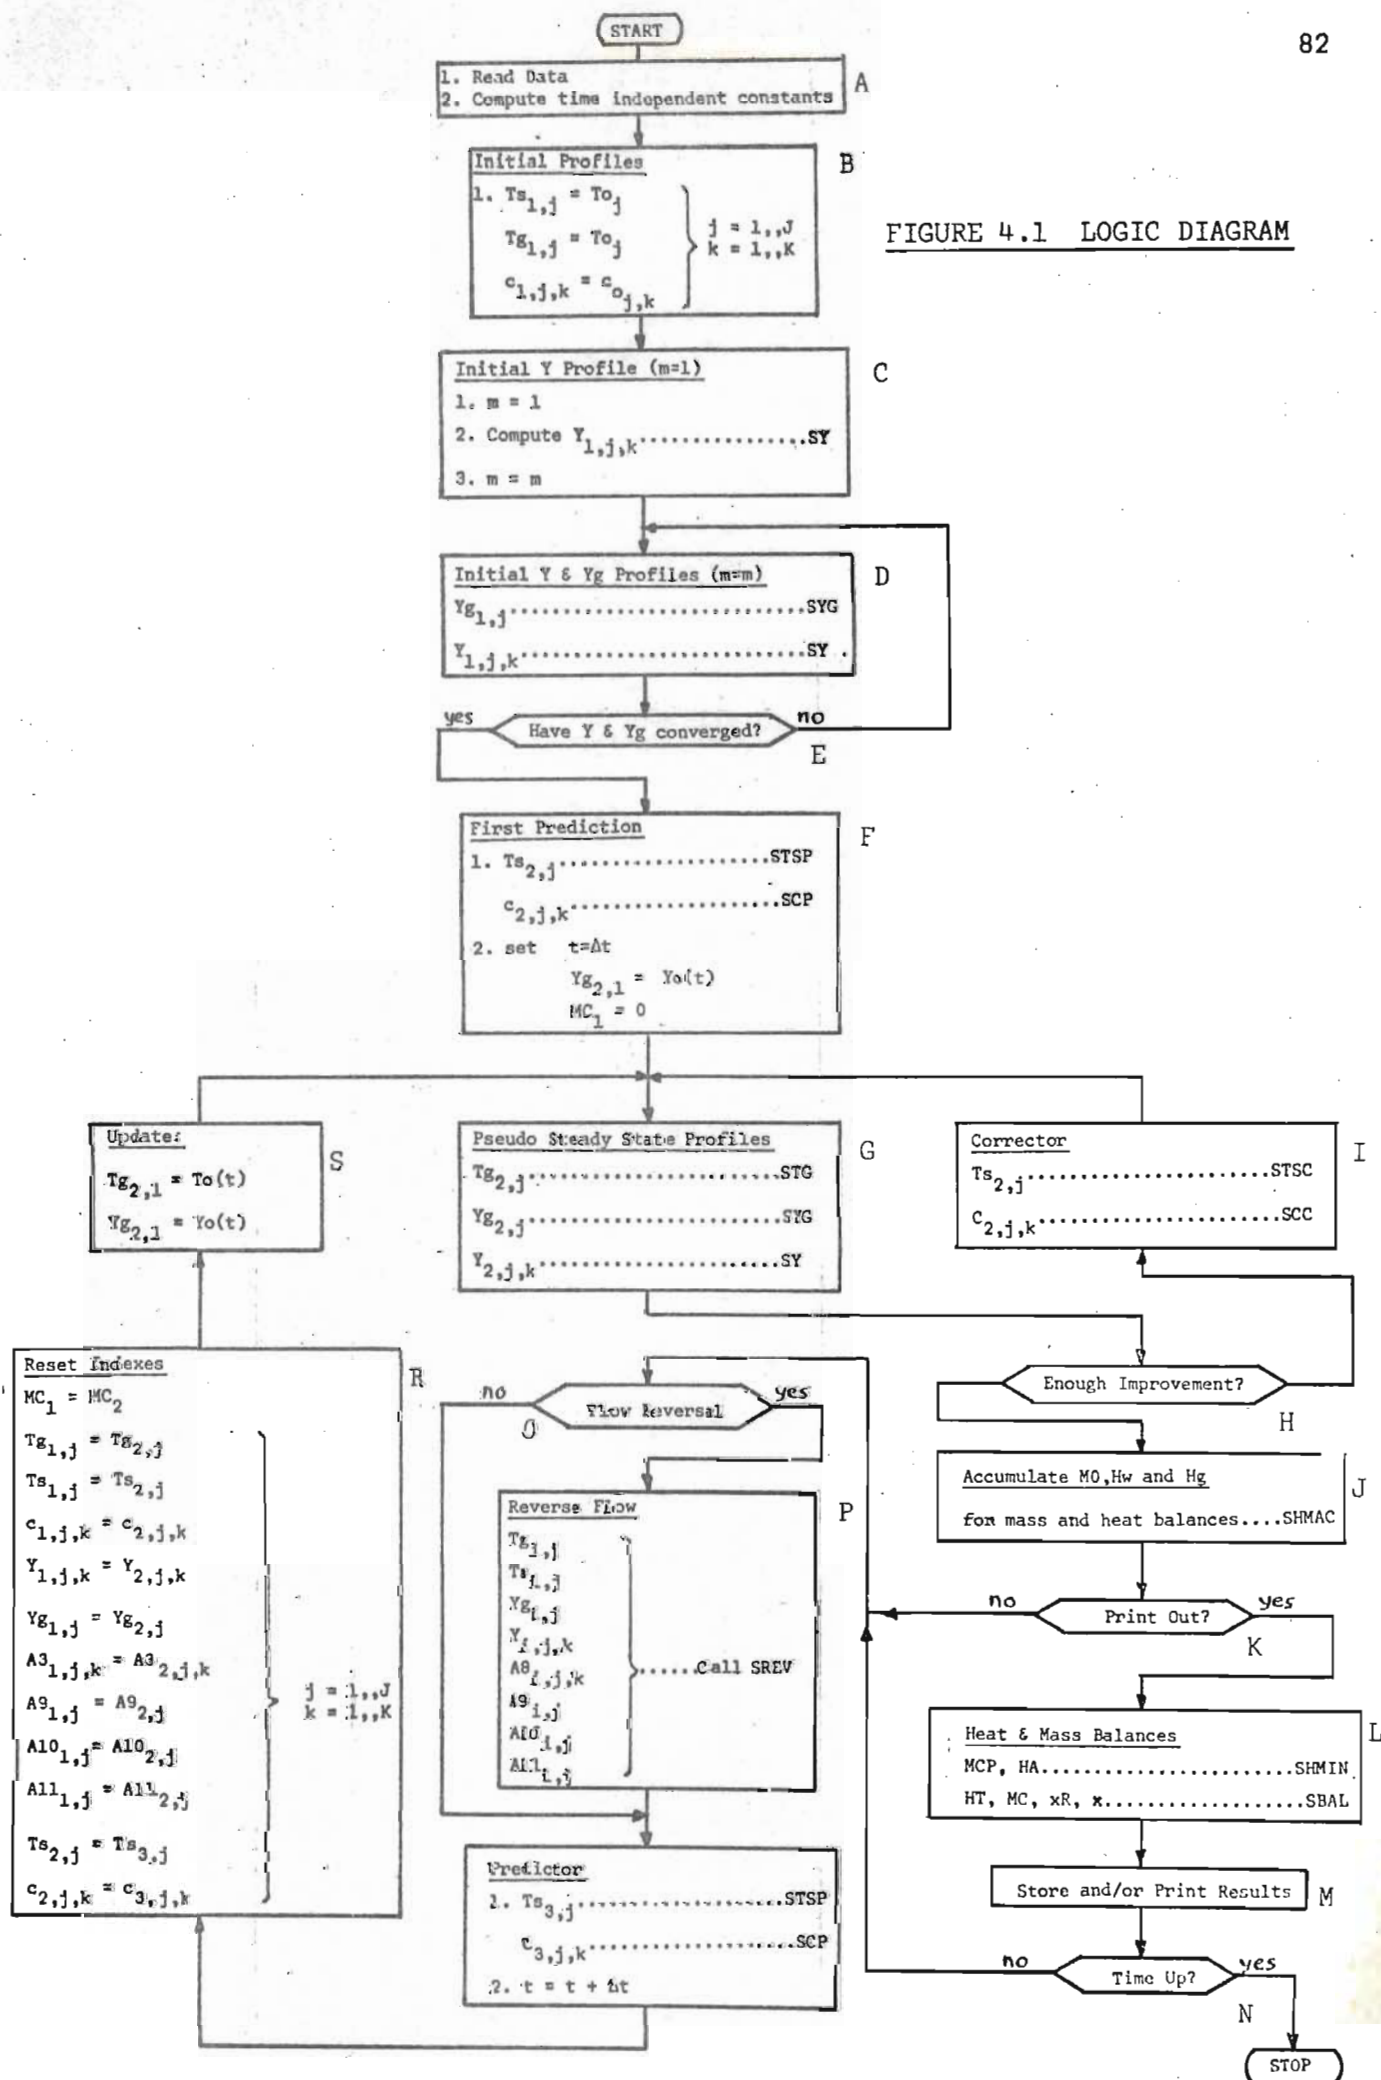 82
START
1. Read Data
2. Compute time independent constants
A
Initial Profiles
B
1. Ts1,j = Toj
Tg1,j = Toj
c1,j,k = coj,k
j = 1,,J
k = 1,,K
FIGURE 4.1 LOGIC DIAGRAM
Initial Y Profile (m=1)
C
1. m = 1
2. Compute Y1,j,k................SY
3. m = m
Initial Y & Yg Profiles (m=m)
D
Yg1,j............................SYG
Y1,j,k...........................SY .
yes
Have Y & Yg converged?
no
E
First Prediction
F
1. Ts2,j.....................STSP
c2,j,k.....................SCP
2. set t=Δt
Yg2,1 = Yo(t)
MC1 = 0
Update:
S
Tg2,1 = To(t)
Yg2,1 = Yo(t)
Pseudo Steady State Profiles
G
Tg2,j.........................STG
Yg2,j.........................SYG
Y2,j,k........................SY
Corrector
I
Ts2,j........................STSC
C2,j,k.......................SCC
Enough Improvement?
H
Reset Indexes
R
MC1 = MC2
Tg1,j = Tg2,j
Ts1,j = Ts2,j
c1,j,k = c2,j,k
Y1,j,k = Y2,j,k
Yg1,j = Yg2,j
A31,j,k = A32,j,k
A91,j = A92,j
A101,j = A102,j
A111,j = A112,j
Ts2,j = Ts3,j
c2,j,k = c3,j,k
j = 1,,J
k = 1,,K
no
Flow Reversal
yes
O
Reverse Flow
P
Tgi,j
Tsi,j
Ygi,j
Yi,j,k
A8i,j,k
A9i,j
A10i,j
A11i,j
......Call SREV
Accumulate MO,Hw and Hg
J
for mass and heat balances....SHMAC
no
Print Out?
yes
K
Heat & Mass Balances
L
MCP, HA.......................SHMIN
HT, MC, xR, x...................SBAL
Store and/or Print Results
M
Predictor
1. Ts3,j.....................STSP
c3,j,k.....................SCP
2. t = t + Δt
no
Time Up?
yes
N
STOP